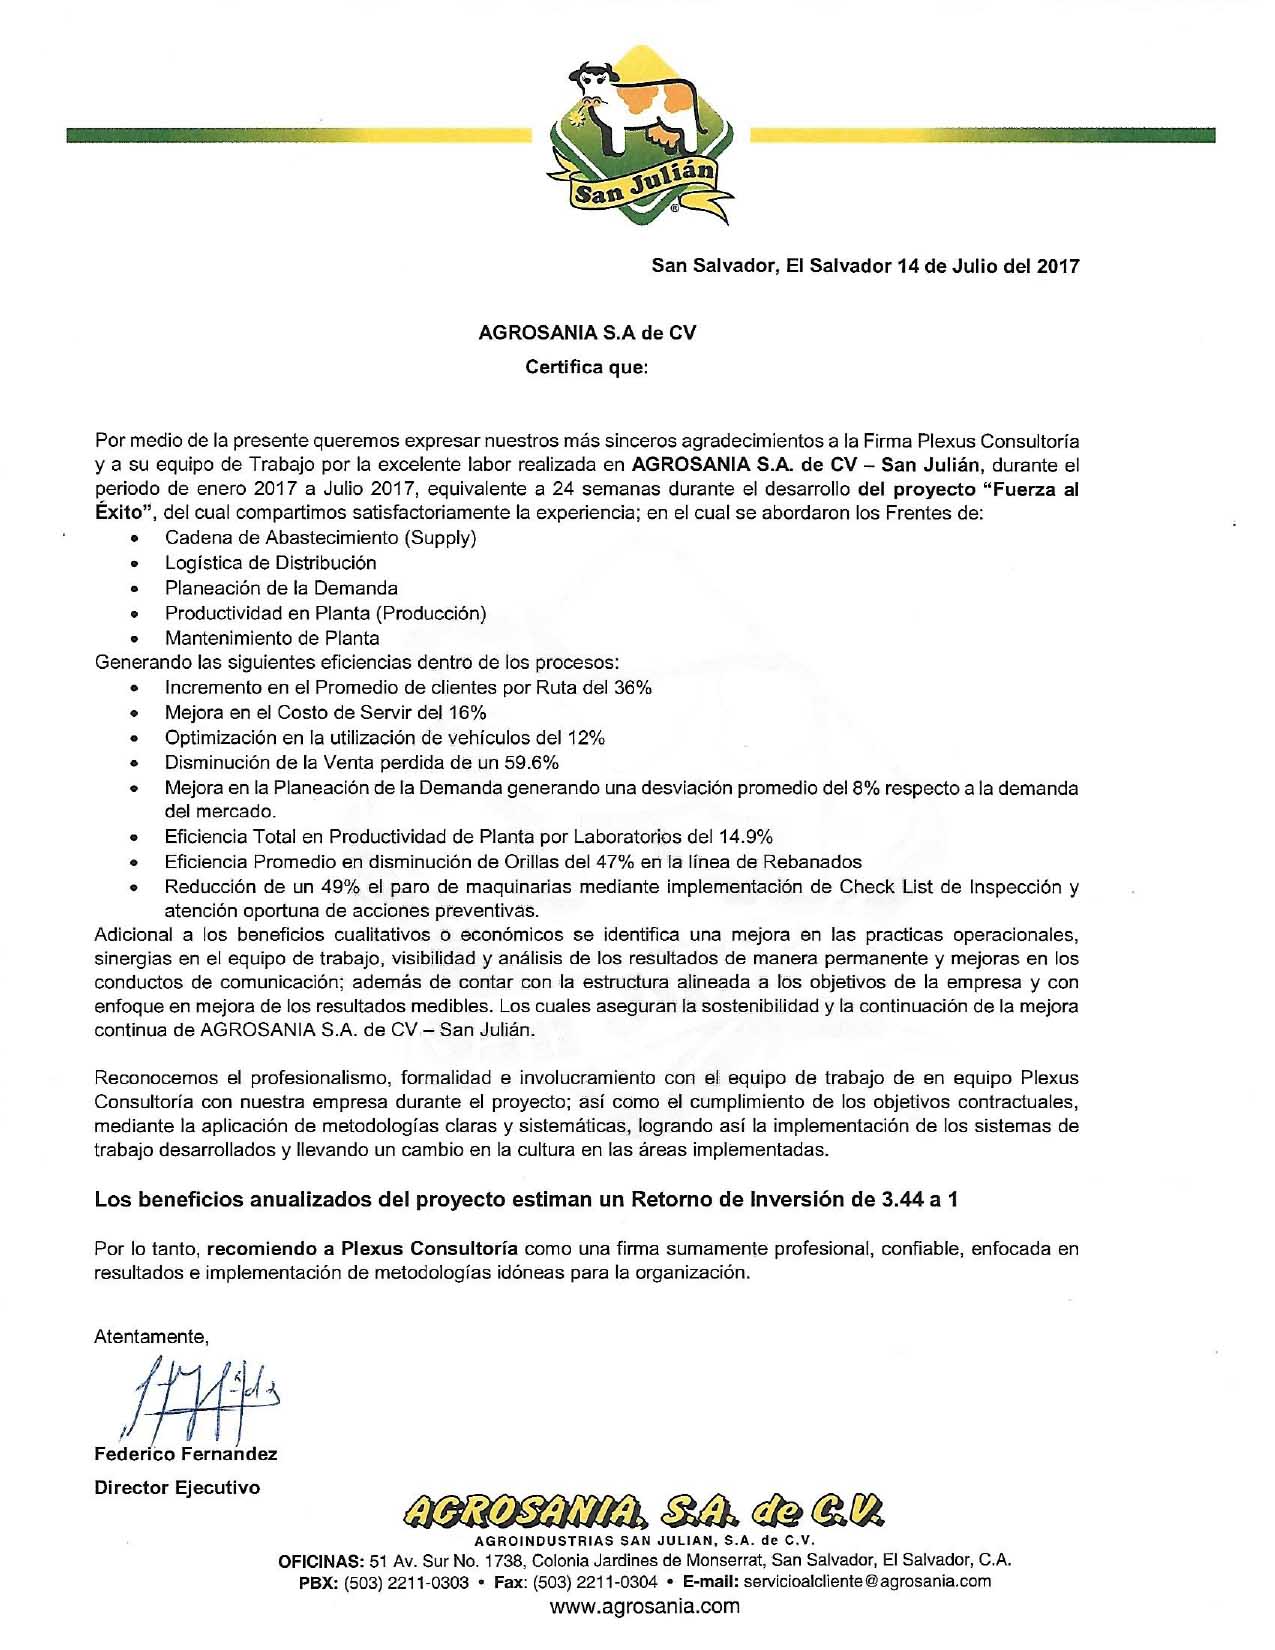 San Julián
®
San Salvador, El Salvador 14 de Julio del 2017
AGROSANIA S.A de CV
Certifica que:
Por medio de la presente queremos expresar nuestros más sinceros agradecimientos a la Firma Plexus Consultoría
y a su equipo de Trabajo por la excelente labor realizada en AGROSANIA S.A. de CV – San Julián, durante el
periodo de enero 2017 a Julio 2017, equivalente a 24 semanas durante el desarrollo del proyecto “Fuerza al
Éxito”, del cual compartimos satisfactoriamente la experiencia; en el cual se abordaron los Frentes de:
• Cadena de Abastecimiento (Supply)
• Logística de Distribución
• Planeación de la Demanda
• Productividad en Planta (Producción)
• Mantenimiento de Planta
Generando las siguientes eficiencias dentro de los procesos:
• Incremento en el Promedio de clientes por Ruta del 36%
• Mejora en el Costo de Servir del 16%
• Optimización en la utilización de vehículos del 12%
• Disminución de la Venta perdida de un 59.6%
• Mejora en la Planeación de la Demanda generando una desviación promedio del 8% respecto a la demanda
del mercado.
• Eficiencia Total en Productividad de Planta por Laboratorios del 14.9%
• Eficiencia Promedio en disminución de Orillas del 47% en la línea de Rebanados
• Reducción de un 49% el paro de maquinarias mediante implementación de Check List de Inspección y
atención oportuna de acciones preventivas.
Adicional a los beneficios cualitativos o económicos se identifica una mejora en las practicas operacionales,
sinergias en el equipo de trabajo, visibilidad y análisis de los resultados de manera permanente y mejoras en los
conductos de comunicación; además de contar con la estructura alineada a los objetivos de la empresa y con
enfoque en mejora de los resultados medibles. Los cuales aseguran la sostenibilidad y la continuación de la mejora
continua de AGROSANIA S.A. de CV – San Julián.
Reconocemos el profesionalismo, formalidad e involucramiento con el equipo de trabajo de en equipo Plexus
Consultoría con nuestra empresa durante el proyecto; así como el cumplimiento de los objetivos contractuales,
mediante la aplicación de metodologías claras y sistemáticas, logrando así la implementación de los sistemas de
trabajo desarrollados y llevando un cambio en la cultura en las áreas implementadas.
Los beneficios anualizados del proyecto estiman un Retorno de Inversión de 3.44 a 1
Por lo tanto, recomiendo a Plexus Consultoría como una firma sumamente profesional, confiable, enfocada en
resultados e implementación de metodologías idóneas para la organización.
Atentamente,
Federico Fernandez
Director Ejecutivo
AGROSANIA, S.A. de C.V.
AGROINDUSTRIAS SAN JULIAN, S.A. de C.V.
OFICINAS: 51 Av. Sur No. 1738, Colonia Jardines de Monserrat, San Salvador, El Salvador, C.A.
PBX: (503) 2211-0303 • Fax: (503) 2211-0304 • E-mail: servicioalcliente@agrosania.com
www.agrosania.com